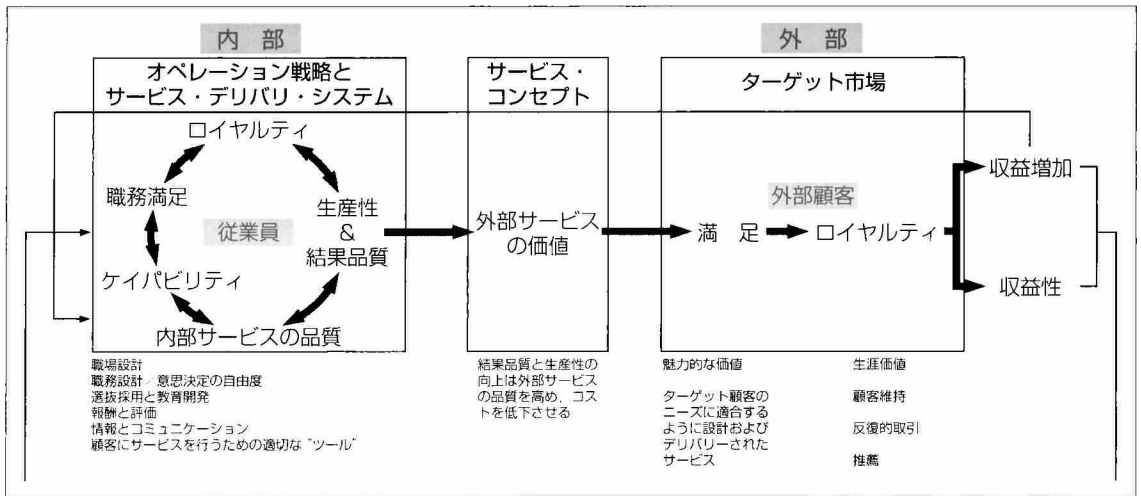 内 部
外 部
オペレーション戦略と
サービス・デリバリ・システム
サービス・
コンセプト
ターゲット市場
ロイヤルティ
職務満足
従業員
生産性
&
結果品質
ケイパビリティ
内部サービスの品質
外部サービス
の価値
外部顧客
満 足
ロイヤルティ
収益増加
収益性
職場設計
職務設計/意思決定の自由度
選抜採用と教育開発
報酬と評価
情報とコミュニケーション
顧客にサービスを行うための適切な“ツール”
結果品質と生産性の
向上は外部サービス
の品質を高め、コス
トを低下させる
魅力的な価値
ターゲット顧客の
ニーズに適合する
ように設計および
デリバリーされた
サービス
生涯価値
顧客維持
反復的取引
推薦